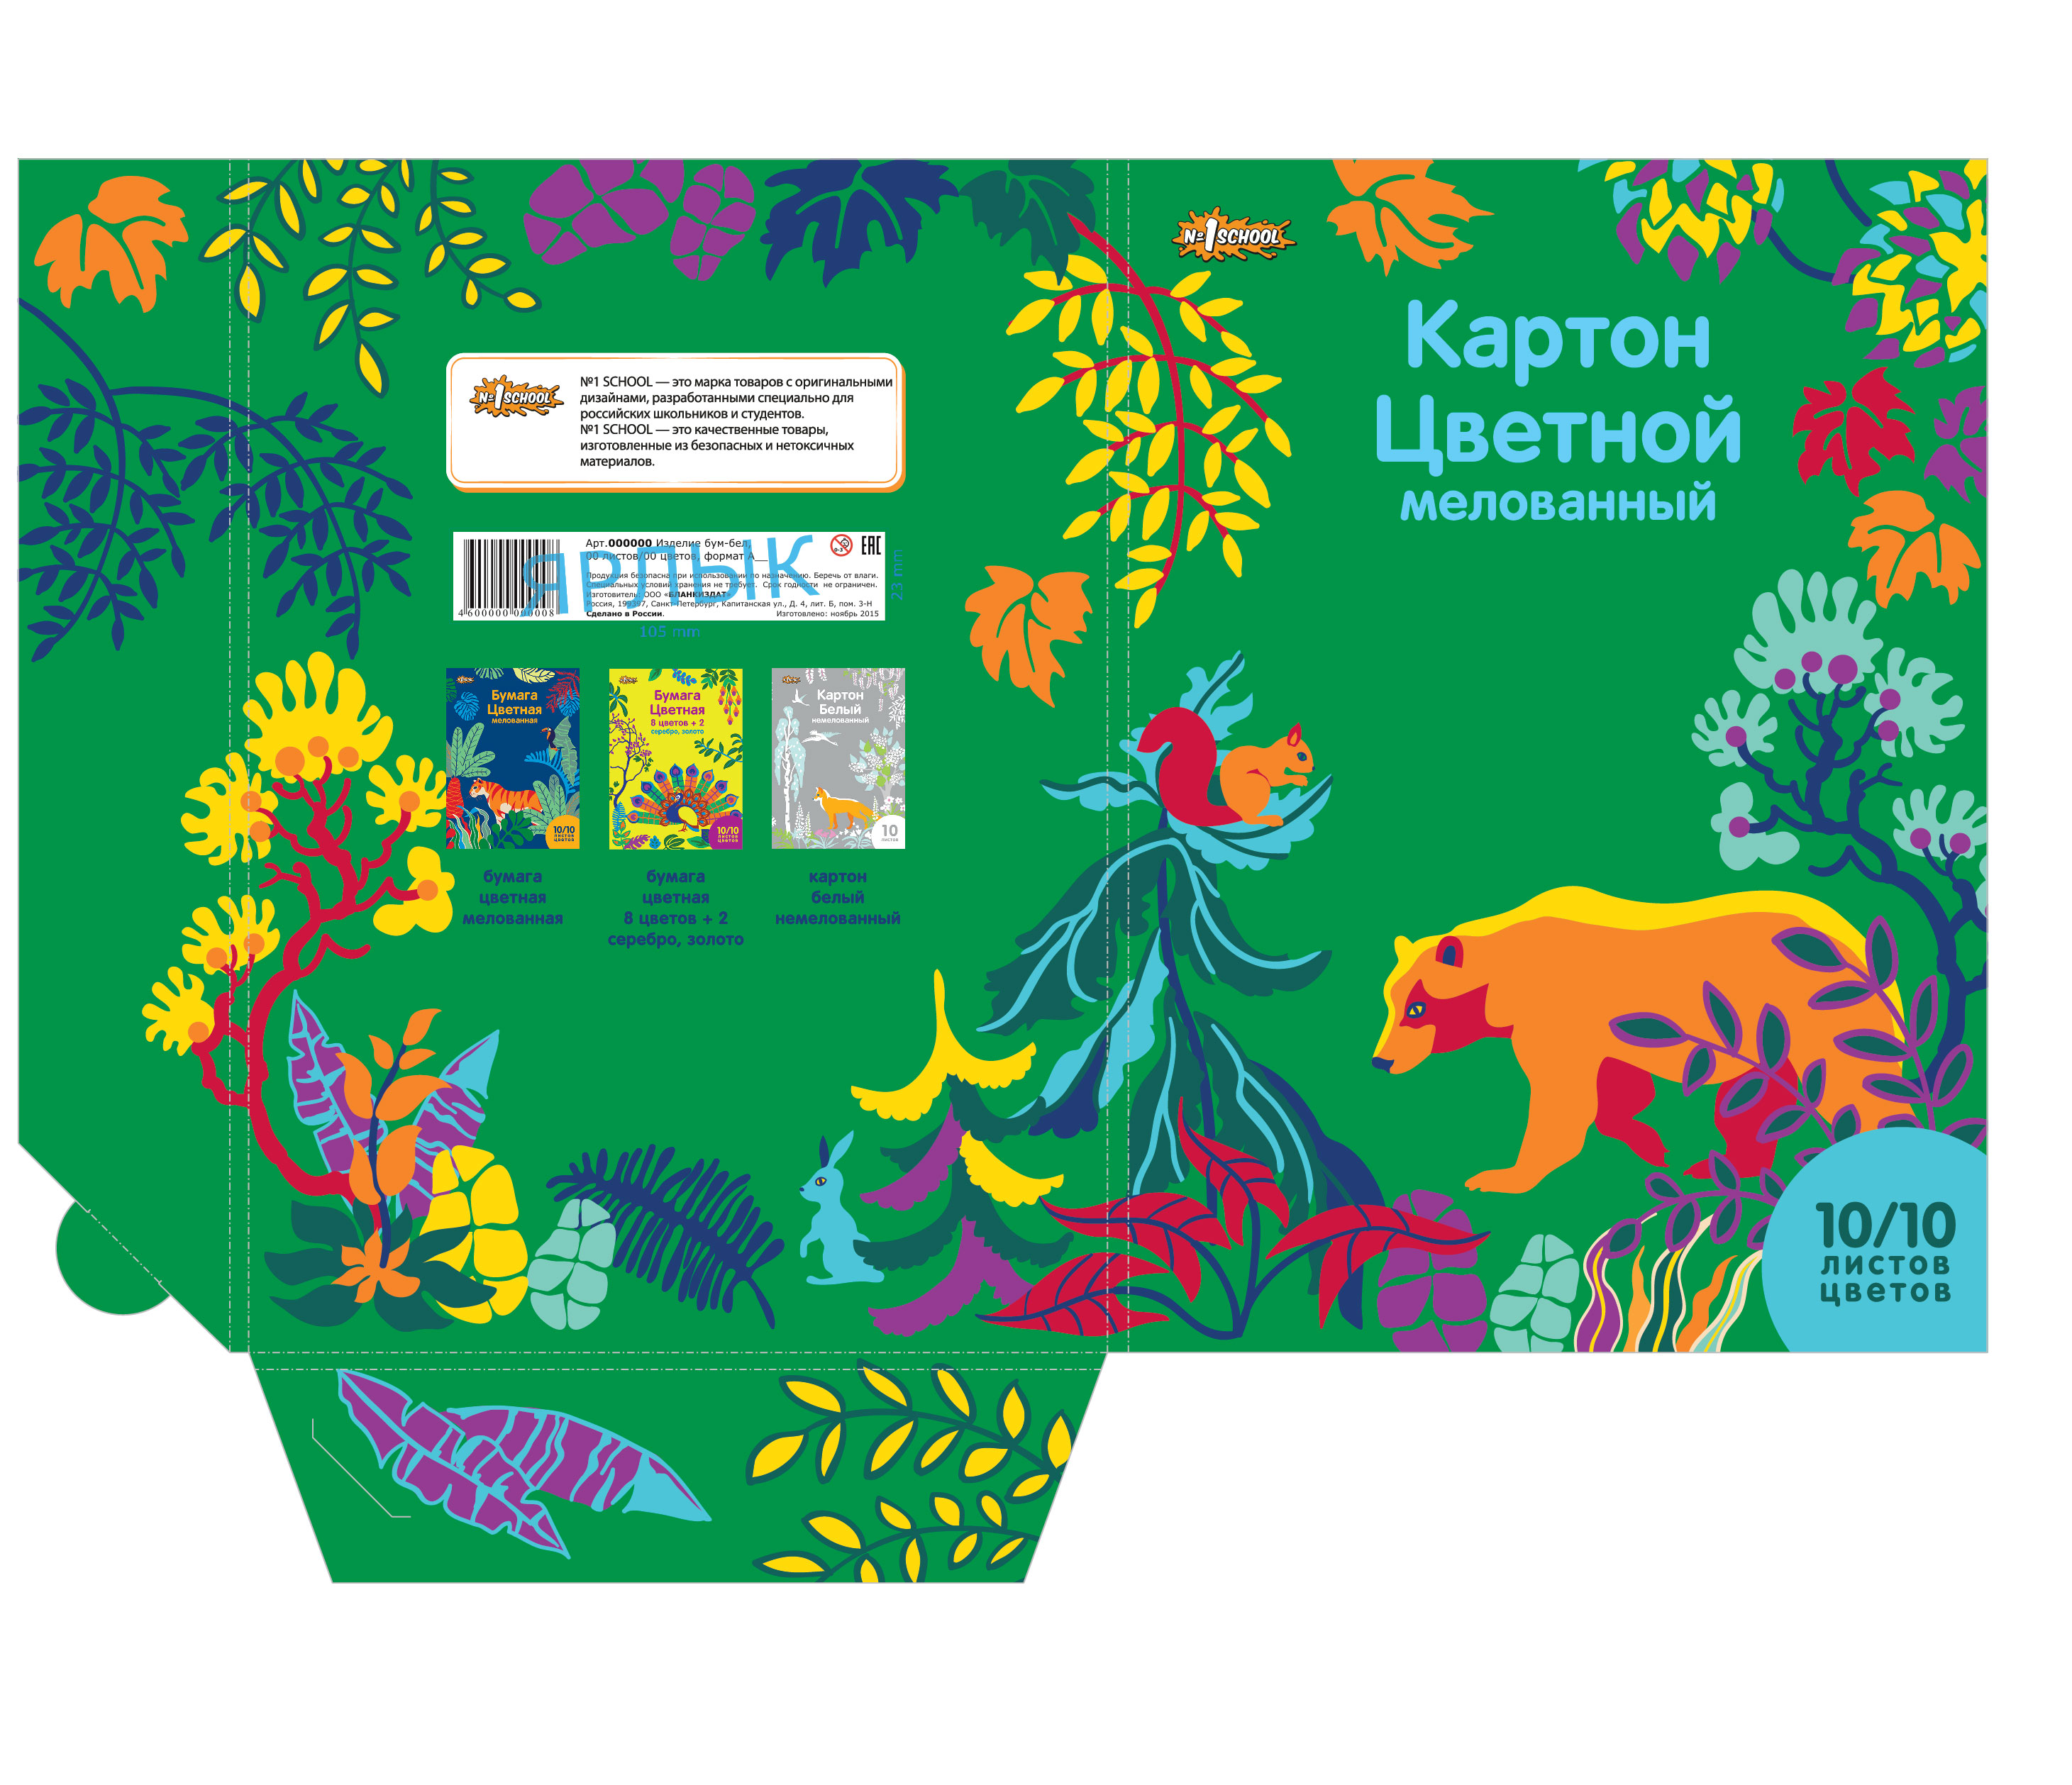 №1 SCHOOL
Картон
Цветной
мелованный
№1 SCHOOL
№1 SCHOOL — это марка товаров с оригинальными
дизайнами, разработанными специально для
российских школьников и студентов.
№1 SCHOOL — это качественные товары,
изготовленные из безопасных и нетоксичных
материалов.
ЯРЛЫК
Арт.000000 Изделие бум-бел,
00 листов/00 цветов, формат А__
0-3
ЕАС
Продукция безопасна при использовании по назначению. Беречь от влаги.
Специальных условий хранения не требует. Срок годности не ограничен.
Изготовитель: ООО «БЛАНКИЗДАТ»
Россия, 199397, Санкт-Петербург, Капитанская ул., Д. 4, лит. Б, пом. 3-Н
Сделано в России.
Изготовлено: ноябрь 2015
4 600000 000008
23 mm
105 mm
Бумага
Цветная
мелованная
10/10
листов
цветов
Бумага
Цветная
8 цветов + 2
серебро, золото
10/10
листов
цветов
Картон
Белый
немелованный
10
листов
бумага
цветная
мелованная
бумага
цветная
8 цветов + 2
серебро, золото
картон
белый
немелованный
10/10
листов
цветов